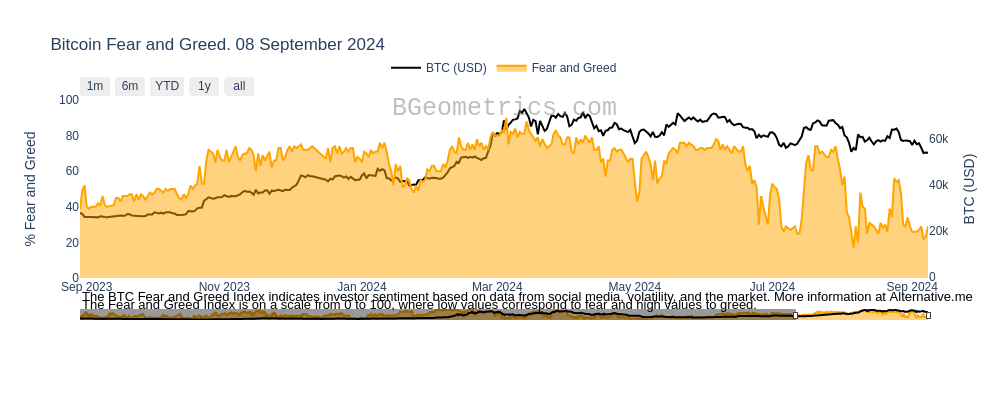 Bitcoin Fear and Greed. 08 September 2024
BTC (USD) Fear and Greed
1m 6m YTD 1y all
BGeometrics.com
% Fear and Greed
100
80
60
40
20
0
BTC (USD)
60k
40k
20k
0
Sep 2023 Nov 2023 Jan 2024 Mar 2024 May 2024 Jul 2024 Sep 2024
The BTC Fear and Greed Index indicates investor sentiment based on data from social media, volatility, and the market. More information at Alternative.me
The Fear and Greed Index is on a scale from 0 to 100, where low values correspond to fear and high values to greed.